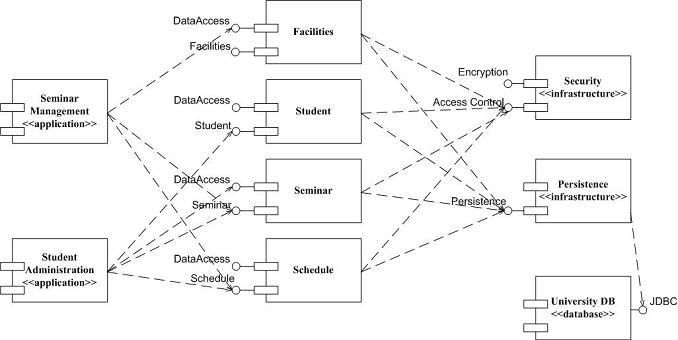 DataAccess
Facilities
Facilities
Seminar
Management
<<application>>
DataAccess
Student
Student
Encryption
Access Control
Security
<<infrastructure>>
DataAccess
Seminar
Seminar
Persistence
Persistence
<<infrastructure>>
Student
Administration
<<application>>
DataAccess
Schedule
Schedule
University DB
<<database>>
JDBC